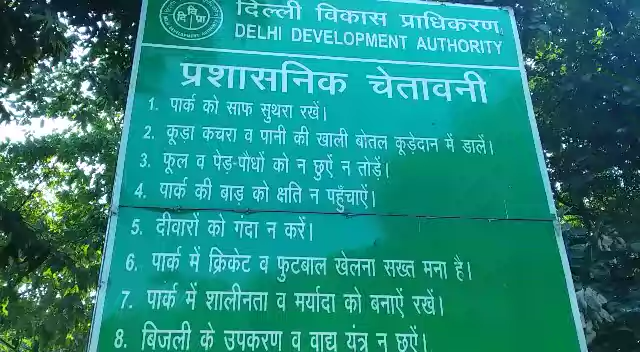 दिल्ली विकास प्राधिकरण
DELHI DEVELOPMENT AUTHORITY
प्रशासनिक चेतावनी
1. पार्क को साफ सुथरा रखें।
2. कूड़ा कचरा व पानी की खाली बोतल कूड़ेदान में डालें।
3. फूल व पेड़-पोधों को न छुऐं न तोड़ें।
4. पार्क की बाड़ को क्षति न पहुँचाऐं।
5. दीवारों को गंदा न करें।
6. पार्क में क्रिकेट व फुटबाल खेलना सख्त मना है।
7. पार्क में शालीनता व मर्यादा को बनाऐं रखें।
8. बिजली के उपकरण व वाद्य यंत्र न छुऐं।